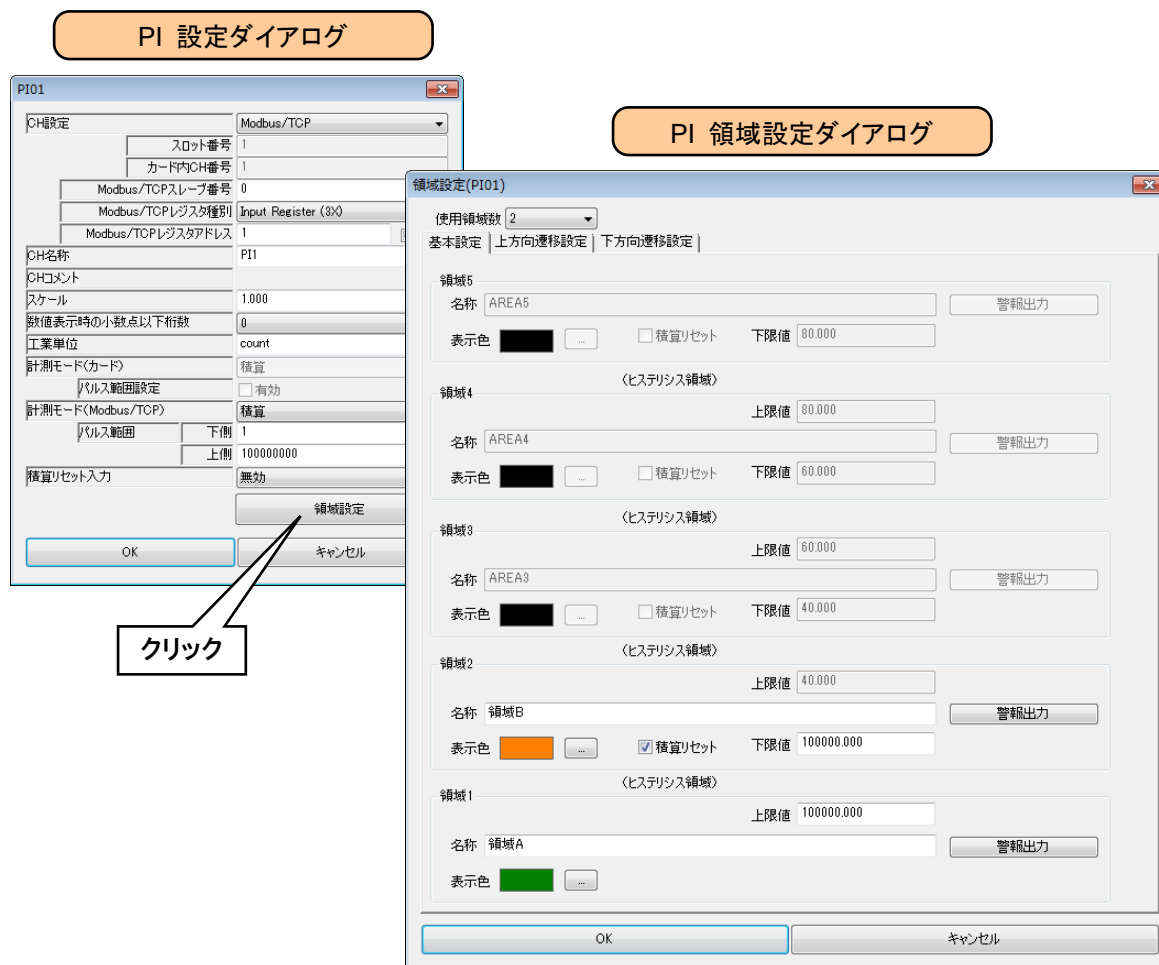 PI 設定ダイアログ
PI01
CH設定 Modbus/TCP
スロット番号 1
カード内CH番号 1
Modbus/TCPスレーブ番号 0
Modbus/TCPレジスタ種別 Input Register (3X)
Modbus/TCPレジスタアドレス 1
CH名称 PI1
CHコメント
スケール 1.000
数値表示時の小数点以下桁数 0
工業単位 count
計測モード(カード) 積算
パルス範囲設定 有効
計測モード(Modbus/TCP) 積算
パルス範囲 下側 1
上側 100000000
積算リセット入力 無効
領域設定
OK キャンセル
クリック
PI 領域設定ダイアログ
領域設定(PI01)
使用領域数 2
基本設定 上方向遷移設定 下方向遷移設定
領域5
名称 AREA5 警報出力
表示色 ... 積算リセット 下限値 80.000
〈ヒステリシス領域〉
領域4
上限値 80.000
名称 AREA4 警報出力
表示色 ... 積算リセット 下限値 60.000
〈ヒステリシス領域〉
領域3
上限値 60.000
名称 AREA3 警報出力
表示色 ... 積算リセット 下限値 40.000
〈ヒステリシス領域〉
領域2
上限値 40.000
名称 領域B 警報出力
表示色 ... 積算リセット 下限値 100000.000
〈ヒステリシス領域〉
領域1
上限値 100000.000
名称 領域A 警報出力
表示色 ...
OK キャンセル